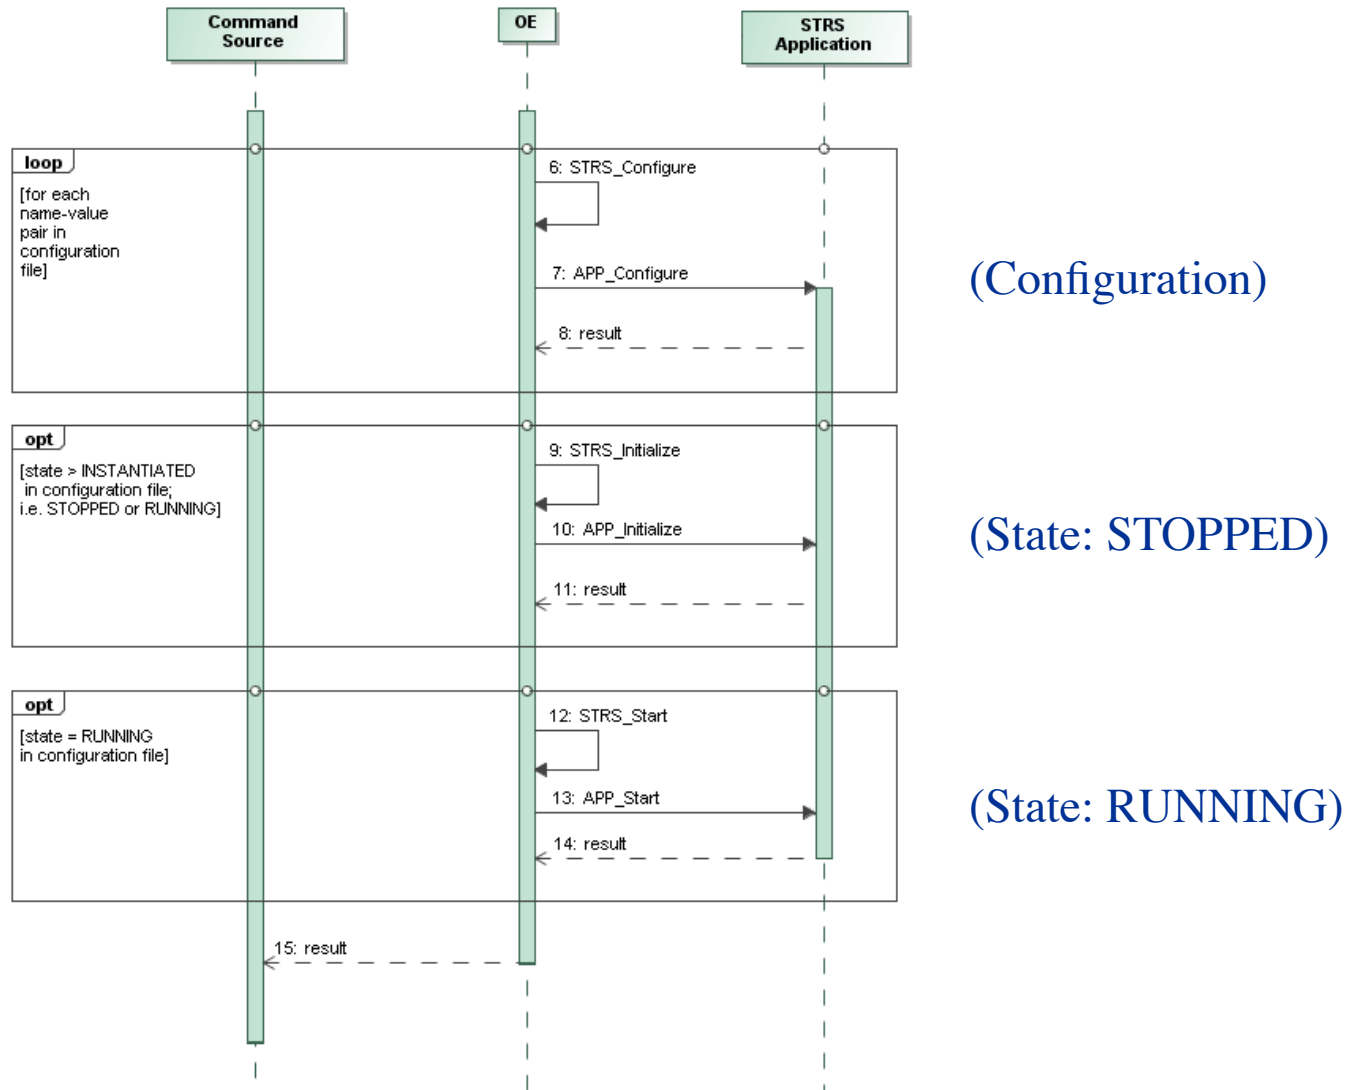 Command
Source
OE
STRS
Application
loop
[for each
name-value
pair in
configuration
file]
6: STRS_Configure
7: APP_Configure
8: result
(Configuration)
opt
[state > INSTANTIATED
in configuration file;
i.e. STOPPED or RUNNING]
9: STRS_Initialize
10: APP_Initialize
11: result
(State: STOPPED)
opt
[state = RUNNING
in configuration file]
12: STRS_Start
13: APP_Start
14: result
(State: RUNNING)
15: result